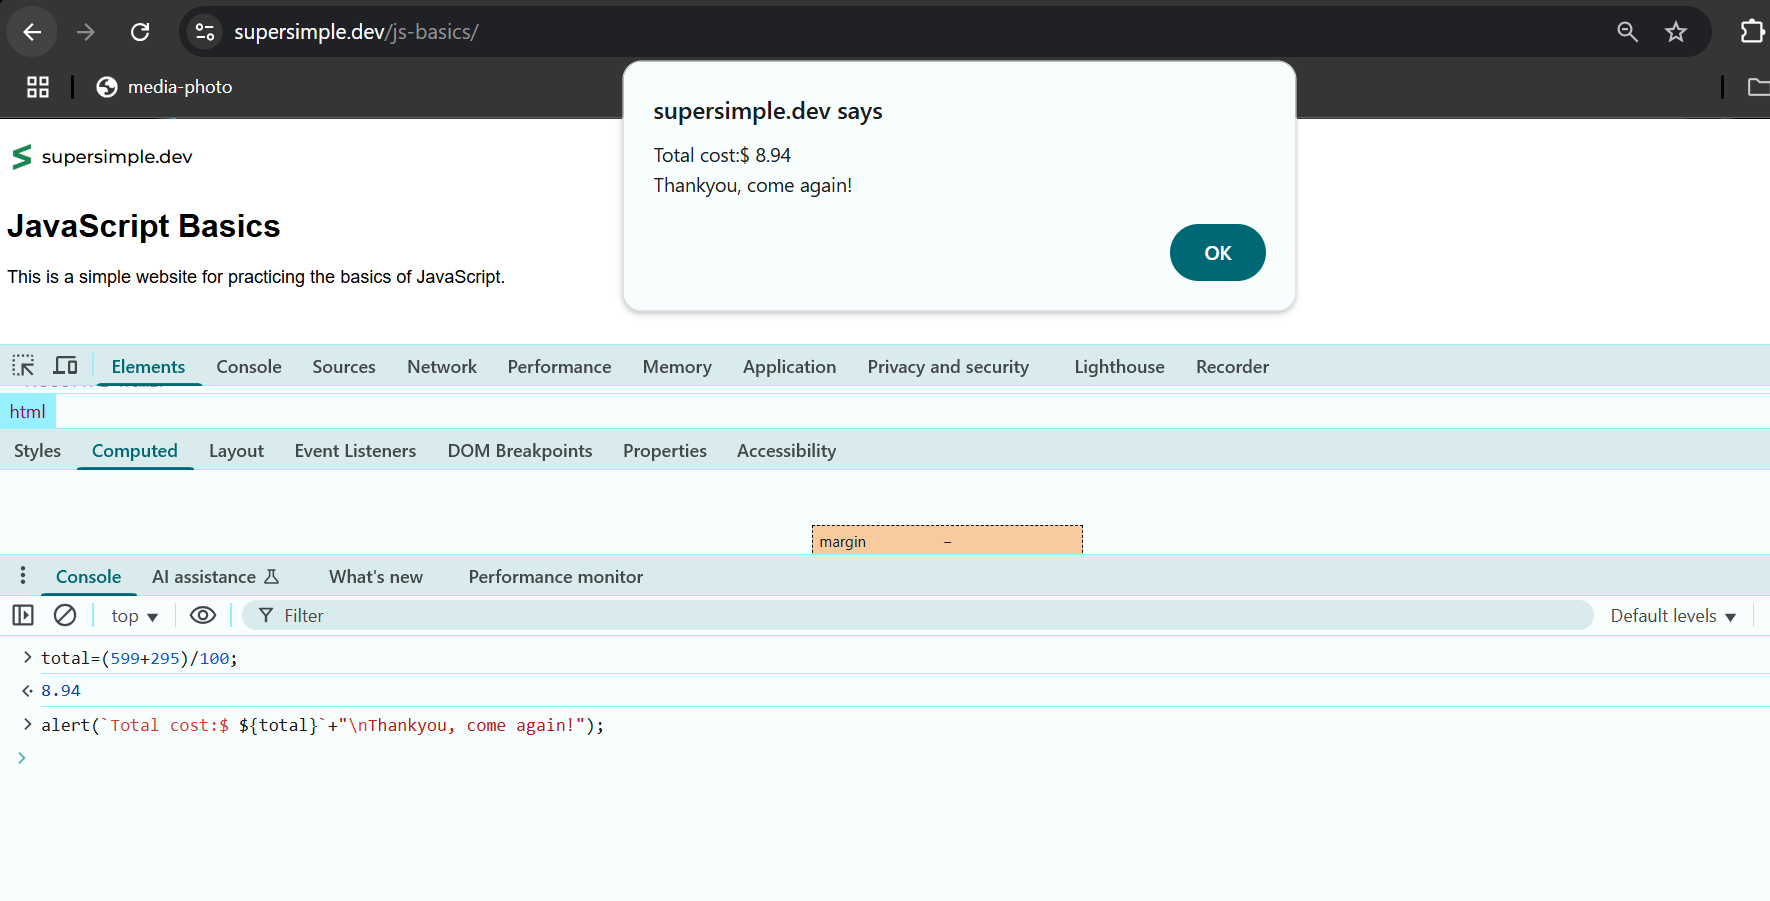 supersimple.dev/js-basics/
media-photo
supersimple.dev says
Total cost:$ 8.94
Thankyou, come again!
OK
supersimple.dev
JavaScript Basics
This is a simple website for practicing the basics of JavaScript.
Elements Console Sources Network Performance Memory Application Privacy and security Lighthouse Recorder
html
Styles Computed Layout Event Listeners DOM Breakpoints Properties Accessibility
margin –
Console AI assistance What's new Performance monitor
top Filter Default levels
total=(599+295)/100;
8.94
alert(`Total cost:$ ${total}`+"\nThankyou, come again!");